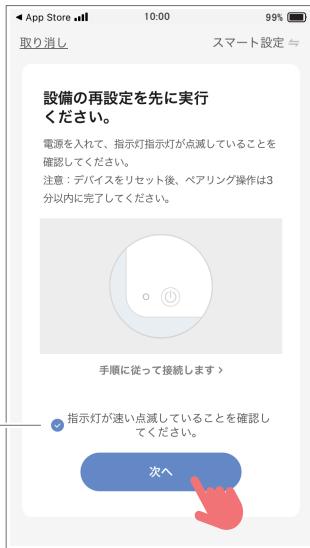 App Store
10:00
99%
取り消し
スマート設定
設備の再設定を先に実行
ください。
電源を入れて、指示灯指示灯が点滅していることを
確認してください。
注意：デバイスをリセット後、ペアリング操作は3
分以内に完了してください。
手順に従って接続します ›
指示灯が速い点滅していることを確認し
てください。
次へ